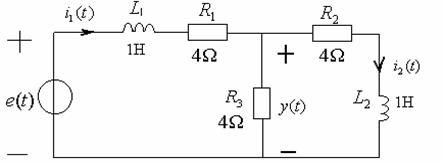 i₁(t)
L₁
1H
R₁
4Ω
R₂
4Ω
+
+
i₂(t)
e(t)
R₃
4Ω
y(t)
L₂
1H
—
—